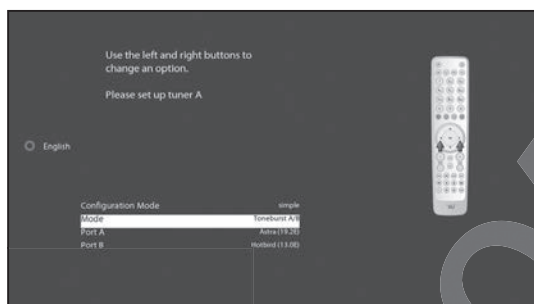 Use the left and right buttons to
change an option.
Please set up tuner A
English
Configuration Mode simple
Mode Toneburst A/B
Port A Astra (19.2E)
Port B Hotbird (13.0E)